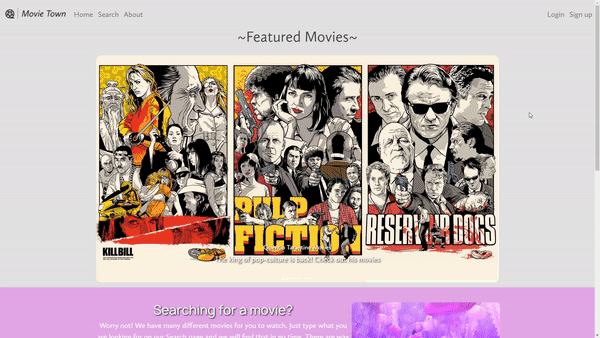 Movie Town Home Search About Login Sign up
~Featured Movies~
KILL BILL
PULP
FICTION
RESERVOIR DOGS
Quentin Tarantino Movies
The king of pop-culture is back! Check out his movies
Searching for a movie?
Worry not! We have many different movies for you to watch. Just type what you
are looking for on our Search page and we will find that in no time. There are way